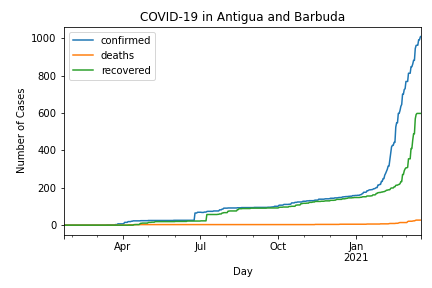 COVID-19 in Antigua and Barbuda
confirmed
deaths
recovered
Number of Cases
1000
800
600
400
200
0
Apr
Jul
Oct
Jan
2021
Day